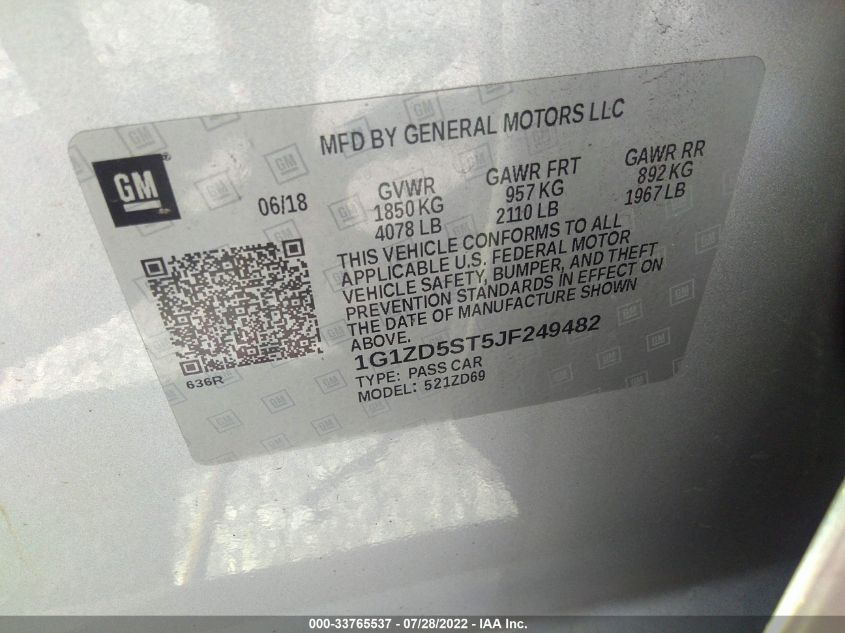 MFD BY GENERAL MOTORS LLC
GM
06/18
GVWR
1850 KG
4078 LB
GAWR FRT
957 KG
2110 LB
GAWR RR
892 KG
1967 LB
THIS VEHICLE CONFORMS TO ALL
APPLICABLE U.S. FEDERAL MOTOR
VEHICLE SAFETY, BUMPER, AND THEFT
PREVENTION STANDARDS IN EFFECT ON
THE DATE OF MANUFACTURE SHOWN
ABOVE.
1G1ZD5ST5JF249482
TYPE: PASS CAR
MODEL: 521ZD69
636R
000-33765537 - 07/28/2022 - IAA Inc.